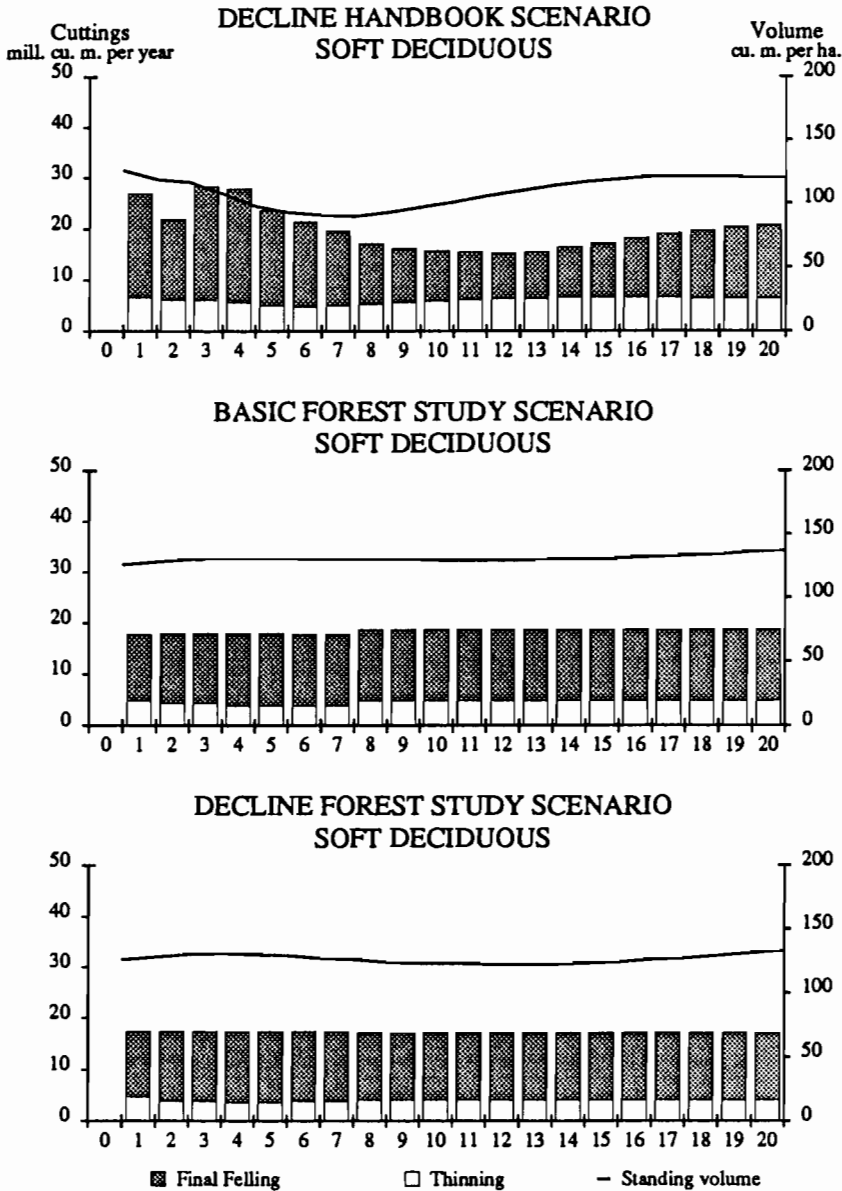 DECLINE HANDBOOK SCENARIO
SOFT DECIDUOUS
Cuttings
mill. cu. m. per year
Volume
cu. m. per ha.
50
40
30
20
10
0
200
150
100
50
0
0 1 2 3 4 5 6 7 8 9 10 11 12 13 14 15 16 17 18 19 20
BASIC FOREST STUDY SCENARIO
SOFT DECIDUOUS
50
40
30
20
10
0
200
150
100
50
0
0 1 2 3 4 5 6 7 8 9 10 11 12 13 14 15 16 17 18 19 20
DECLINE FOREST STUDY SCENARIO
SOFT DECIDUOUS
50
40
30
20
10
0
200
150
100
50
0
0 1 2 3 4 5 6 7 8 9 10 11 12 13 14 15 16 17 18 19 20
Final Felling Thinning Standing volume